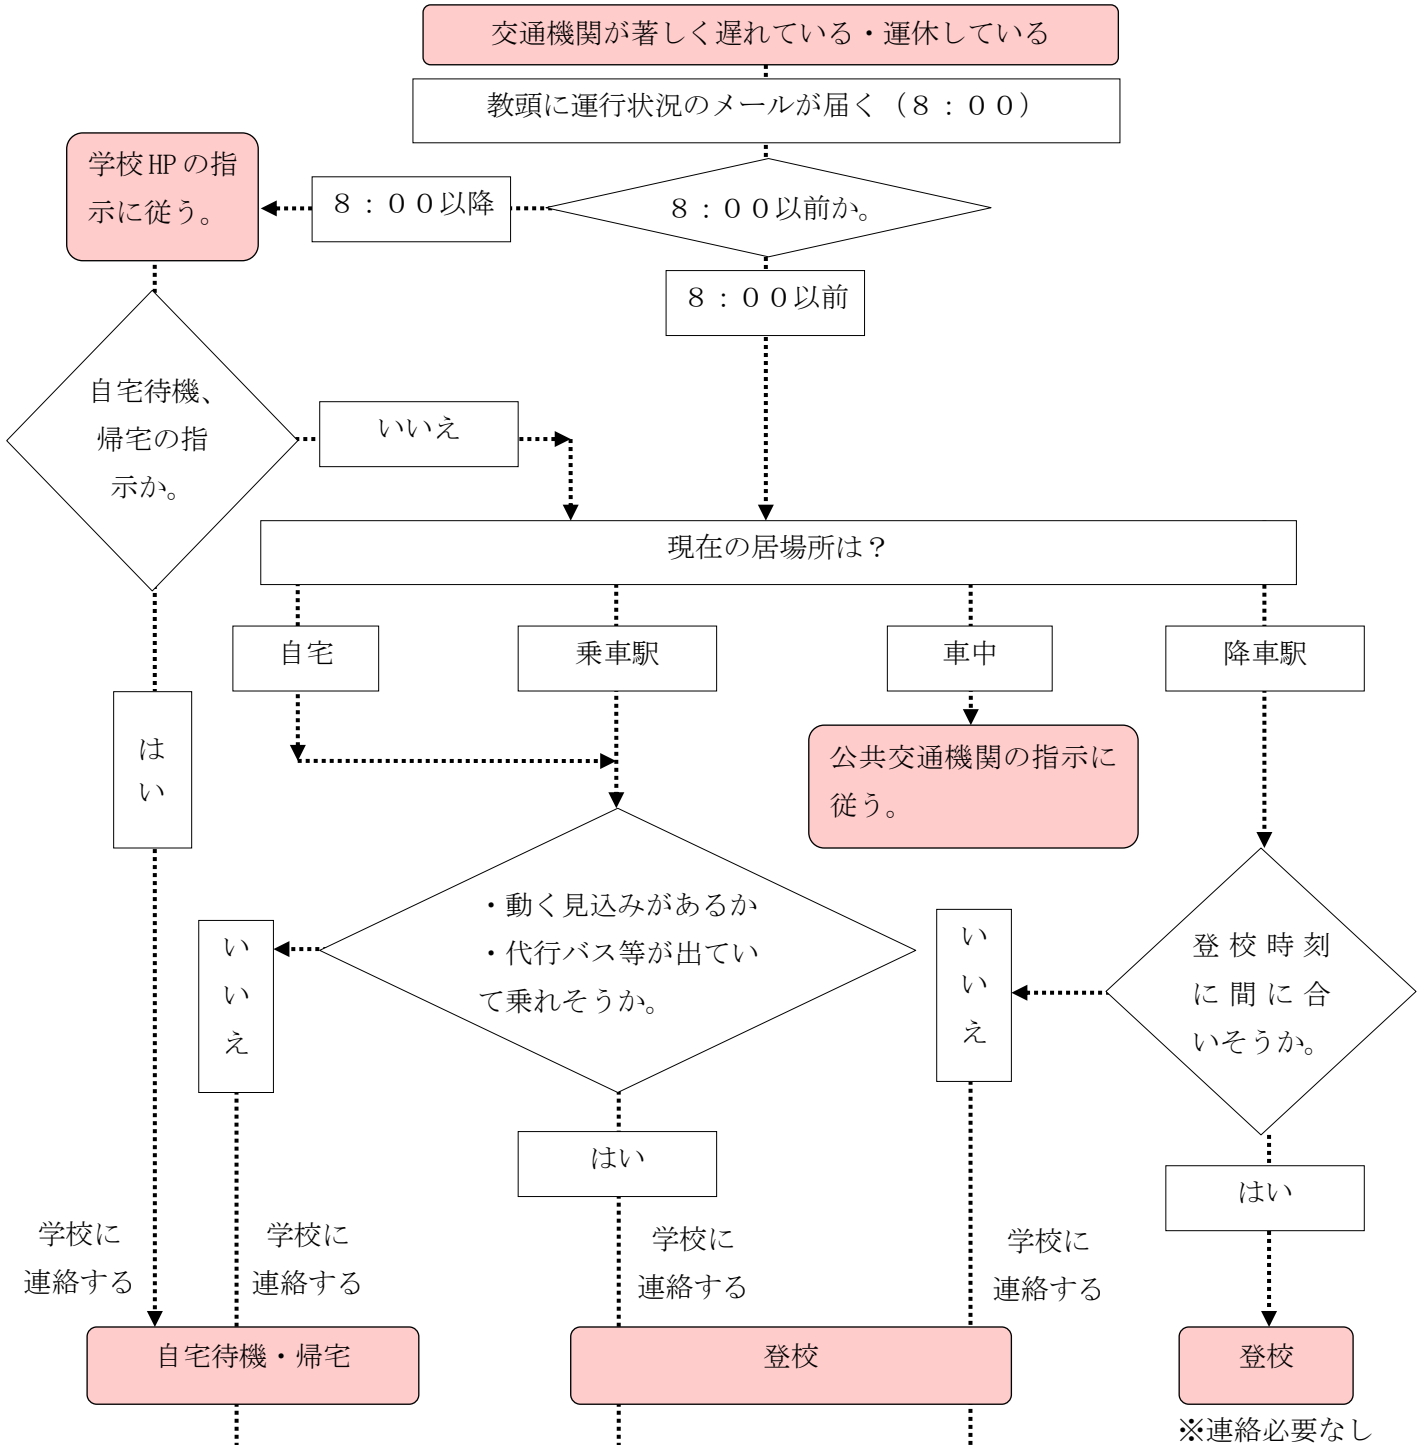 交通機関が著しく遅れている・運休している
教頭に運行状況のメールが届く（８：００）
学校 HP の指
示に従う。
８：００以降
８：００以前か。
８：００以前
自宅待機、
帰宅の指
示か。
いいえ
現在の居場所は？
自宅
乗車駅
車中
降車駅
は
い
公共交通機関の指示に
従う。
・動く見込みがあるか
・代行バス等が出てい
て乗れそうか。
い
い
え
い
い
え
登校時刻
に間に合
いそうか。
はい
はい
学校に
連絡する
学校に
連絡する
学校に
連絡する
学校に
連絡する
自宅待機・帰宅
登校
登校
※連絡必要なし